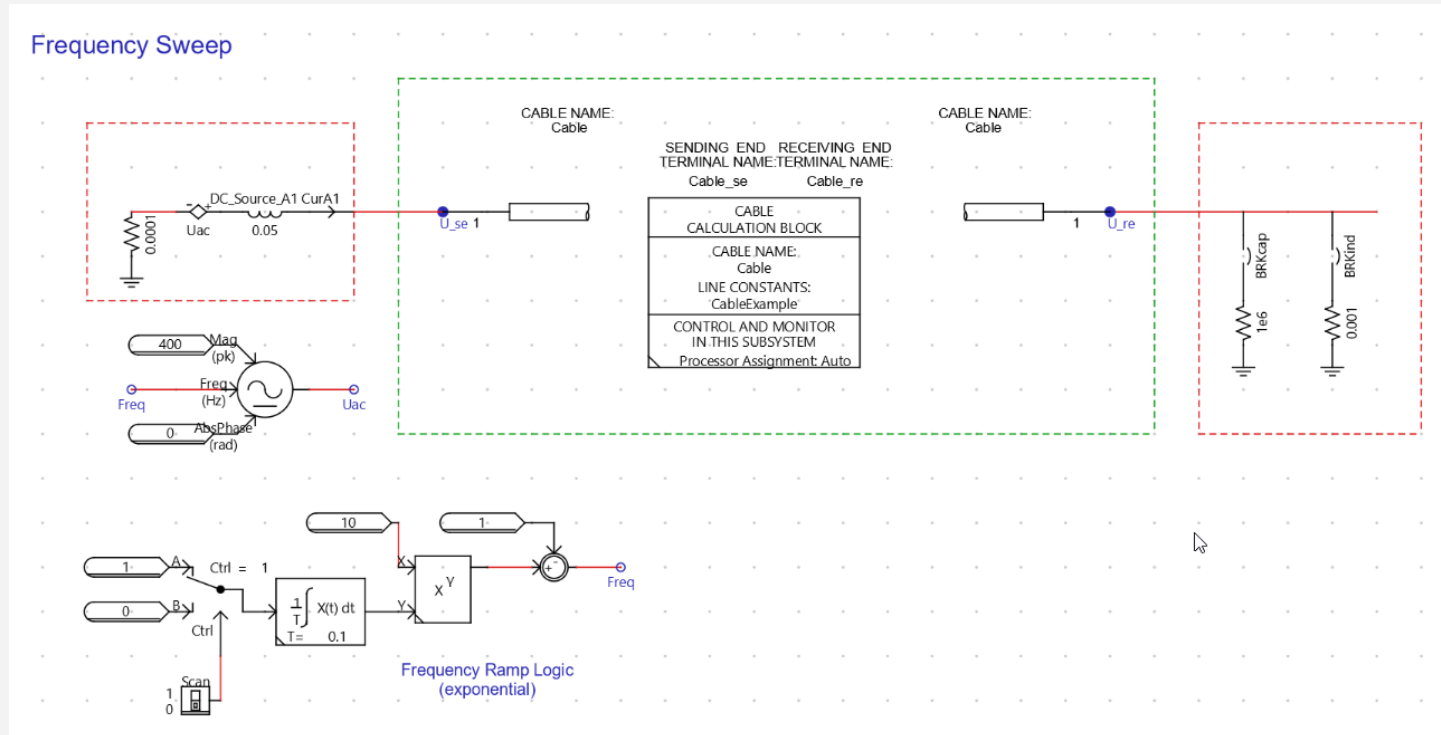 Frequency Sweep
CABLE NAME:
Cable
CABLE NAME:
Cable
SENDING END RECEIVING END
TERMINAL NAME:TERMINAL NAME:
Cable_se Cable_re
DC_Source_A1 CurA1
- +
Uac
0.05
0.0001
U_se 1
1 U_re
CABLE
CALCULATION BLOCK
CABLE NAME:
Cable
LINE CONSTANTS:
CableExample
CONTROL AND MONITOR
IN THIS SUBSYSTEM
Processor Assignment: Auto
BRKcap
1e6
BRKind
0.001
400
Mag
(pk)
Freq
Freq
(Hz)
Uac
0
AbsPhase
(rad)
10
1
1
A
Ctrl = 1
0
B
Ctrl
1
T
X(t) dt
T= 0.1
X
Y
X Y
+ -
Freq
Scan
1
0
Frequency Ramp Logic
(exponential)